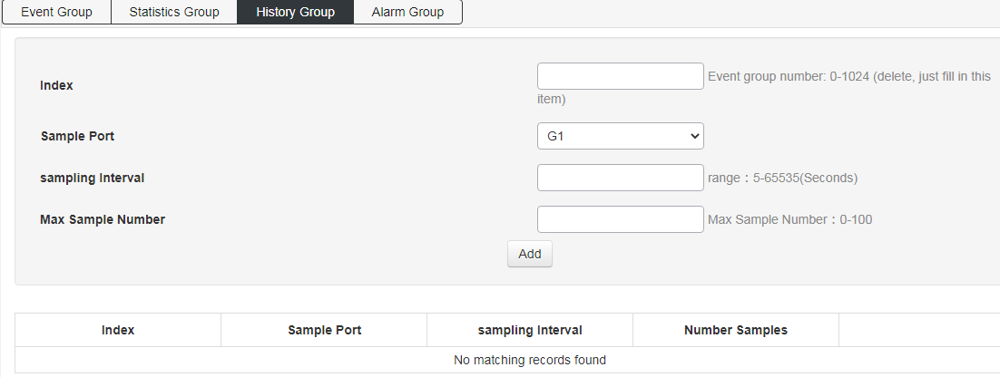 Event Group Statistics Group History Group Alarm Group
Index Event group number: 0-1024 (delete, just fill in this
item)
Sample Port G1
sampling Interval range：5-65535(Seconds)
Max Sample Number Max Sample Number：0-100
Add
Index Sample Port sampling Interval Number Samples
No matching records found